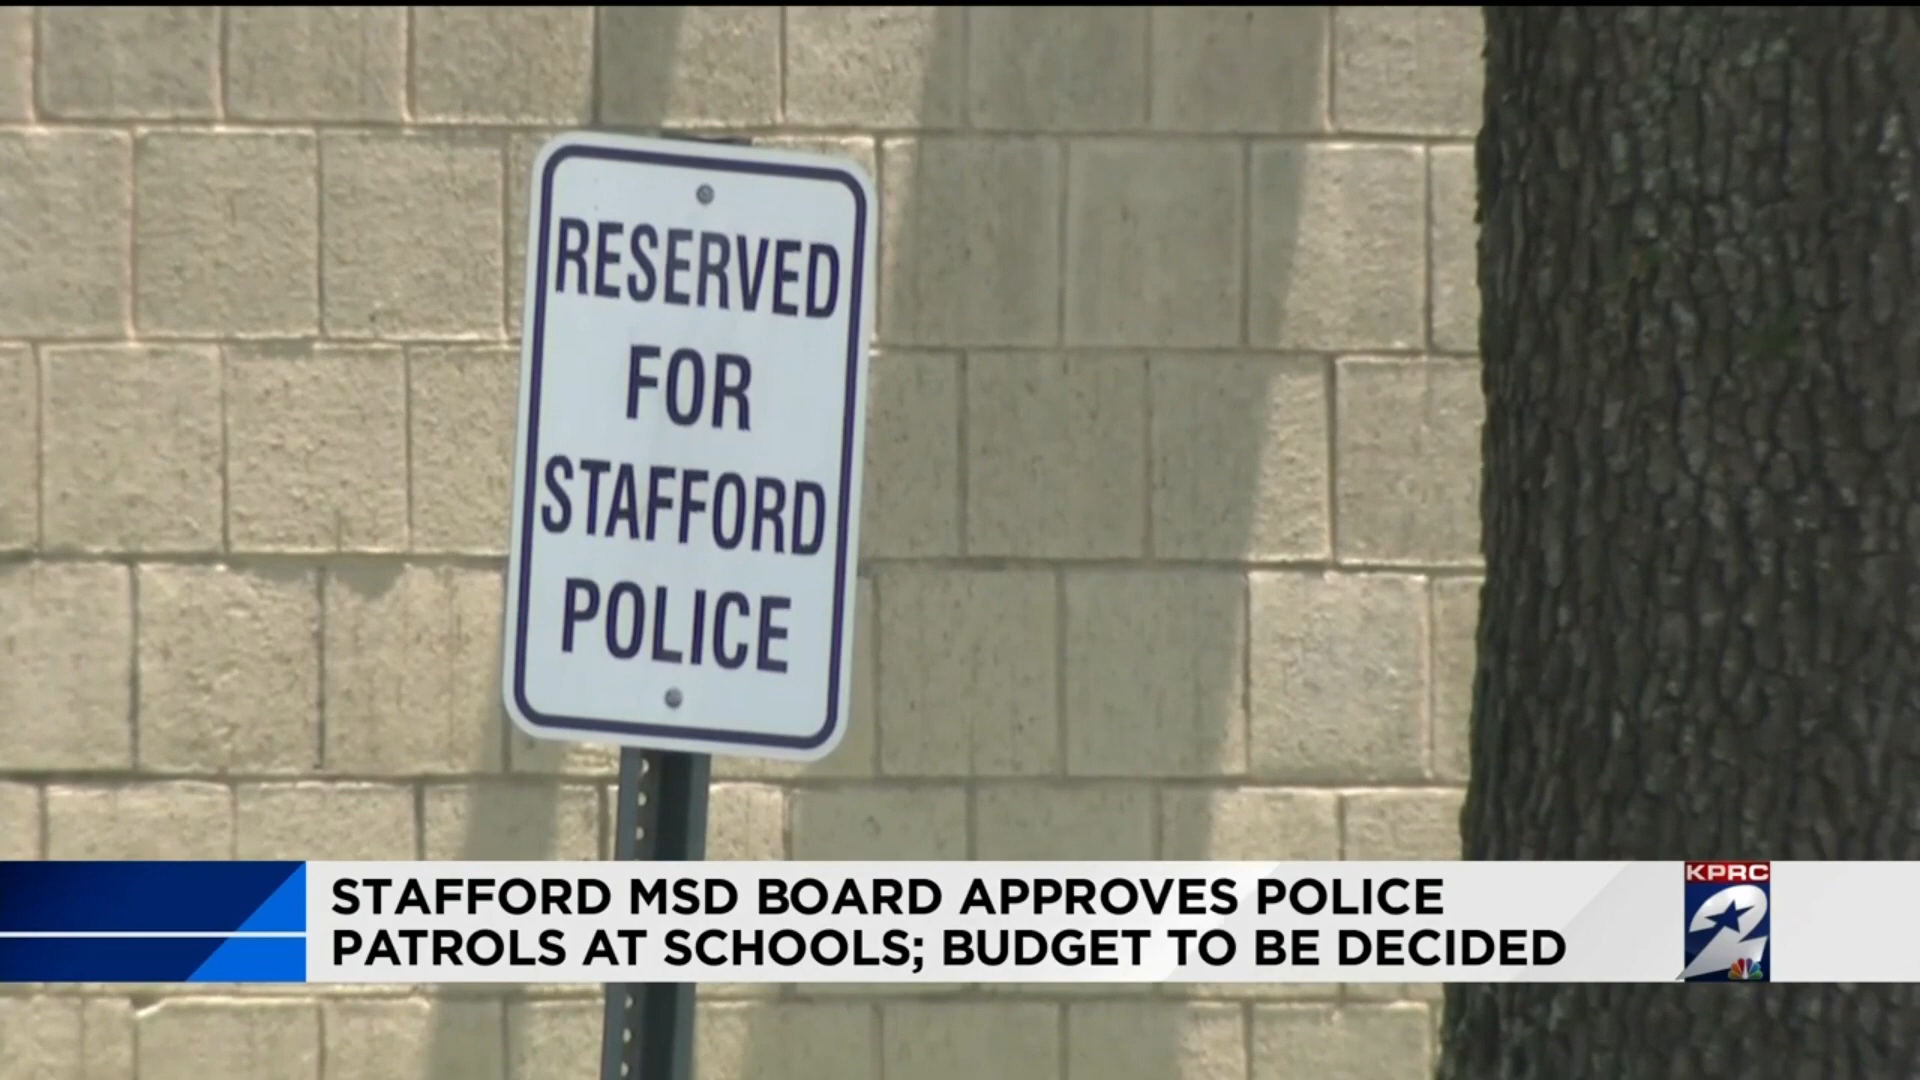 RESERVED
FOR
STAFFORD
POLICE
STAFFORD MSD BOARD APPROVES POLICE
PATROLS AT SCHOOLS; BUDGET TO BE DECIDED
KPRC
2